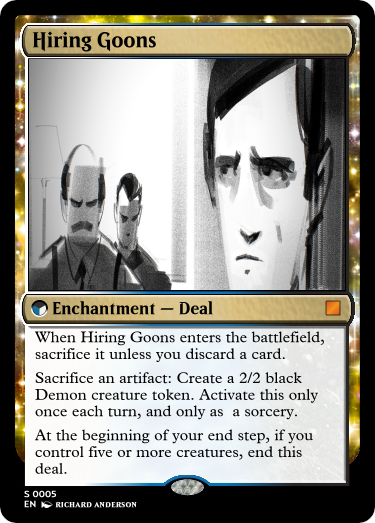 Hiring Goons
Enchantment — Deal
When Hiring Goons enters the battlefield,
sacrifice it unless you discard a card.
Sacrifice an artifact: Create a 2/2 black
Demon creature token. Activate this only
once each turn, and only as  a sorcery.
At the beginning of your end step, if you
control five or more creatures, end this
deal.
S 0005
EN RICHARD ANDERSON